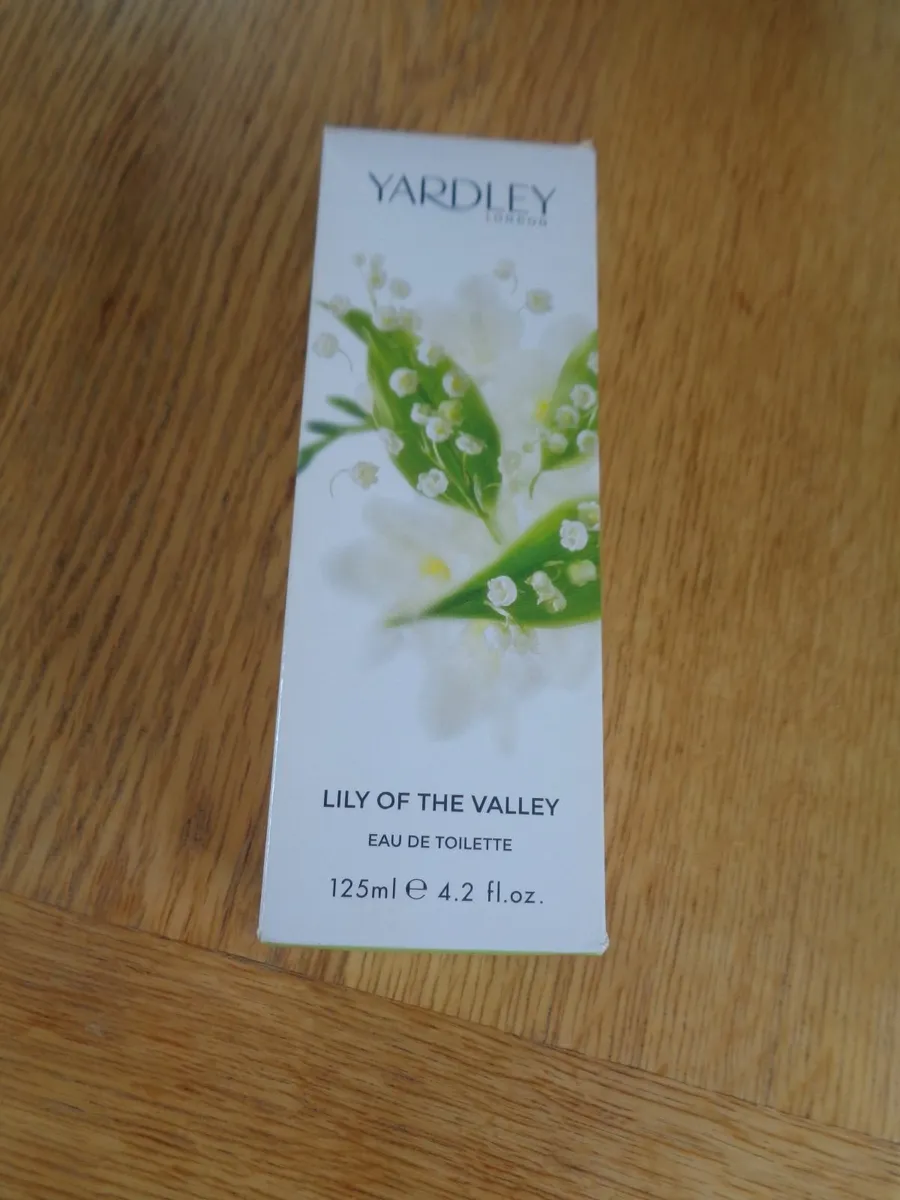 YARDLEY
LONDON
LILY OF THE VALLEY
EAU DE TOILETTE
125ml ℮ 4.2 fl.oz.